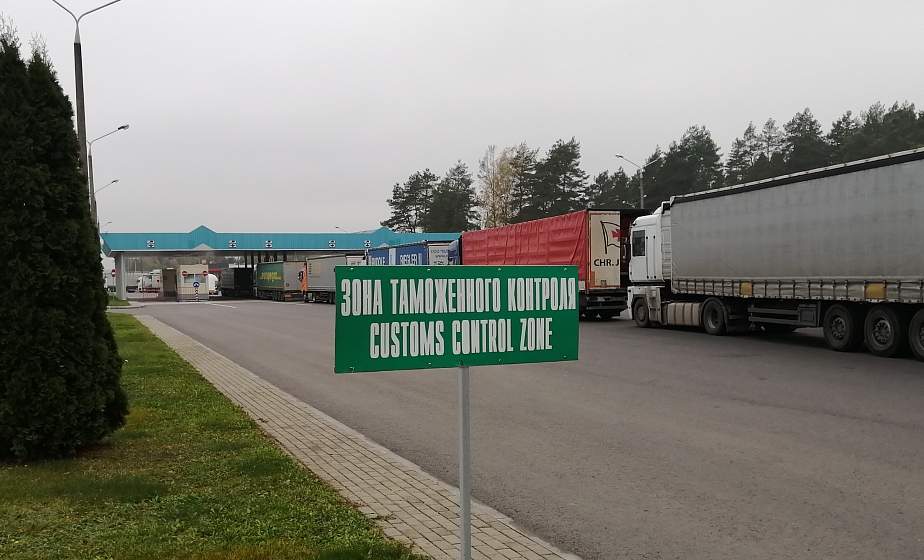 ЗОНА ТАМОЖЕННОГО КОНТРОЛЯ
CUSTOMS CONTROL ZONE
CHR. J